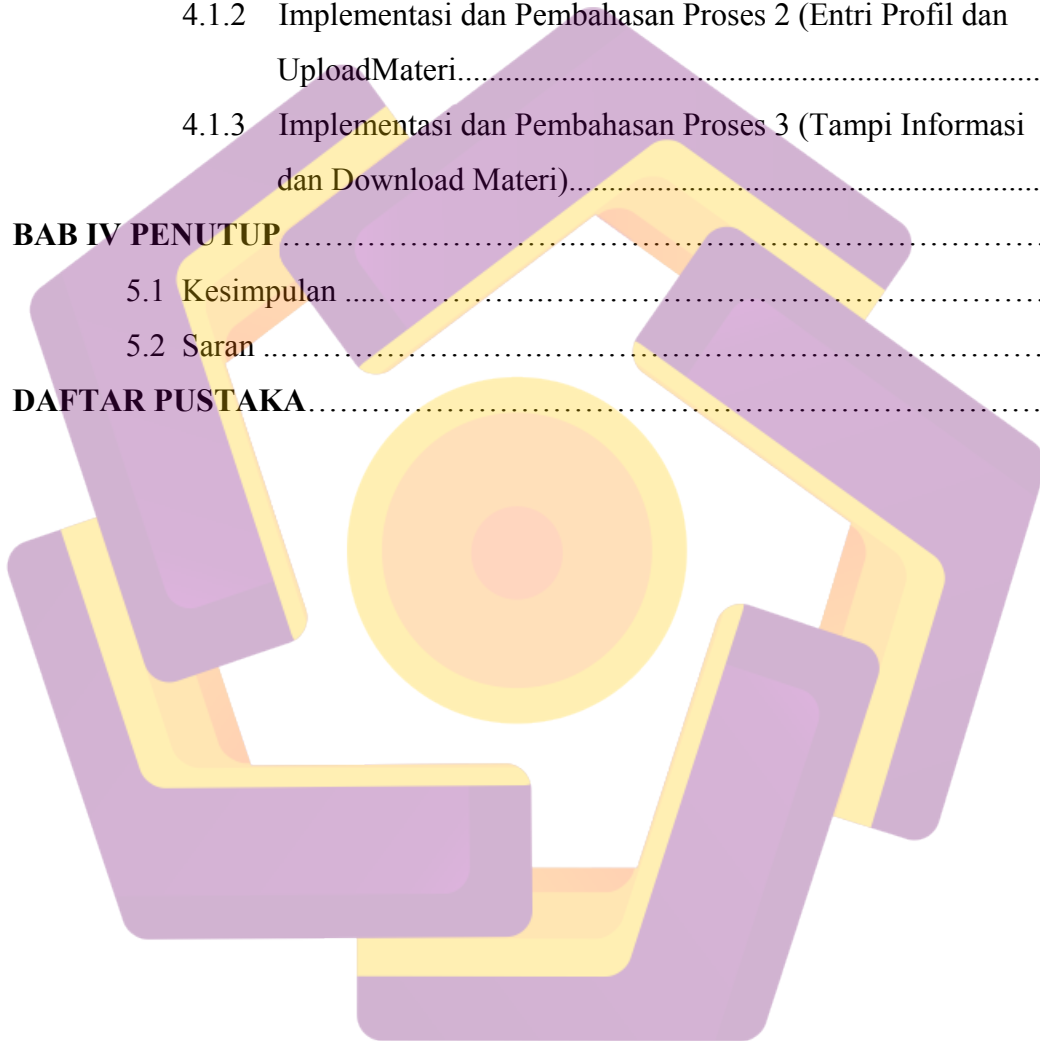 4.1.2 Implementasi dan Pembahasan Proses 2 (Entri Profil dan
UploadMateri..........................................................................
4.1.3 Implementasi dan Pembahasan Proses 3 (Tampi Informasi
dan Download Materi)............................................................
BAB IV PENUTUP……………………………………………………………
5.1 Kesimpulan ....………………..……………………………………
5.2 Saran ...……………………..………………………………………
DAFTAR PUSTAKA…………………………………………………………